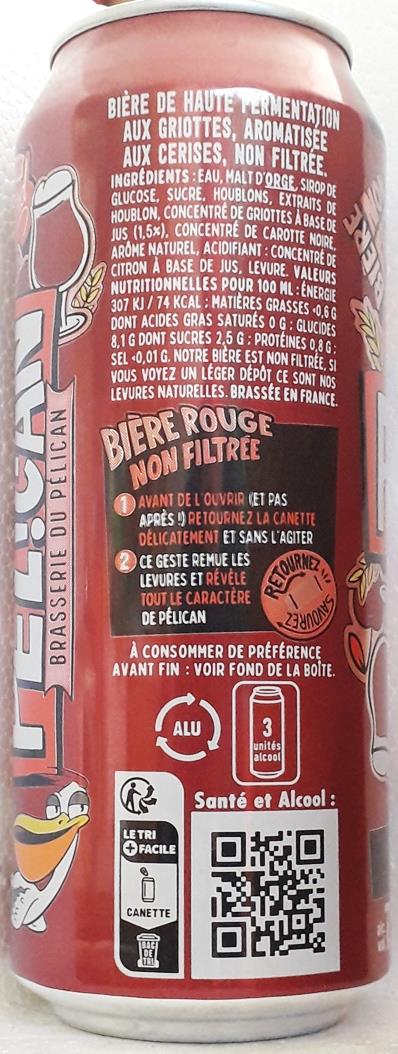 BIÈRE DE HAUTE FERMENTATION
AUX GRIOTTES, AROMATISÉE
AUX CERISES, NON FILTRÉE.
INGRÉDIENTS : EAU, MALT D'ORGE, SIROP DE
GLUCOSE, SUCRE, HOUBLONS, EXTRAITS DE
HOUBLON, CONCENTRÉ DE GRIOTTES À BASE DE
JUS (1,5%), CONCENTRÉ DE CAROTTE NOIRE,
ARÔME NATUREL, ACIDIFIANT : CONCENTRÉ DE
CITRON À BASE DE JUS, LEVURE. VALEURS
NUTRITIONNELLES POUR 100 ML : ÉNERGIE
307 KJ / 74 KCAL ; MATIÈRES GRASSES <0,6 G
DONT ACIDES GRAS SATURÉS 0 G ; GLUCIDES
8,1 G DONT SUCRES 2,5 G ; PROTÉINES 0,8 G ;
SEL <0,01 G. NOTRE BIÈRE EST NON FILTRÉE, SI
VOUS VOYEZ UN LÉGER DÉPÔT CE SONT NOS
LEVURES NATURELLES. BRASSÉE EN FRANCE.
BIÈRE ROUGE
NON FILTRÉE
1 AVANT DE L'OUVRIR (ET PAS
APRÈS !) RETOURNEZ LA CANETTE
DÉLICATEMENT ET SANS L'AGITER
2 CE GESTE REMUE LES
LEVURES ET RÉVÈLE
TOUT LE CARACTÈRE
DE PÉLICAN
RETOURNEZ
SAVOUREZ
À CONSOMMER DE PRÉFÉRENCE
AVANT FIN : VOIR FOND DE LA BOÎTE.
ALU
3
unités
alcool
Santé et Alcool :
LE TRI
+ FACILE
CANETTE
BAC
DE
TRI
PELICAN
BRASSERIE DU PÉLICAN
BIÈRE